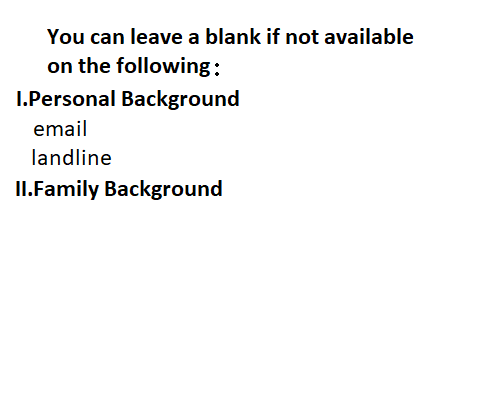 You can leave a blank if not available
on the following：
I.Personal Background
email
landline
II.Family Background